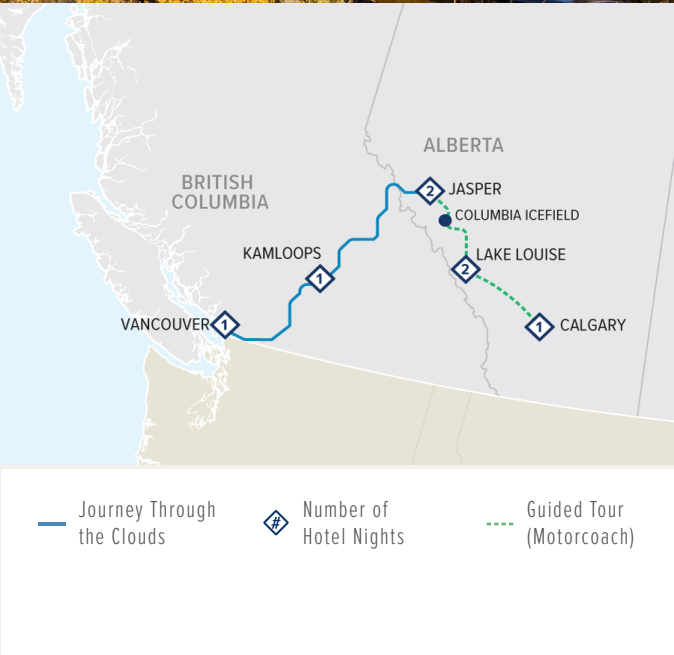 ALBERTA
BRITISH
COLUMBIA
2 JASPER
COLUMBIA ICEFIELD
KAMLOOPS
1
LAKE LOUISE
2
VANCOUVER 1
1 CALGARY
Journey Through
the Clouds
#
Number of
Hotel Nights
Guided Tour
(Motorcoach)